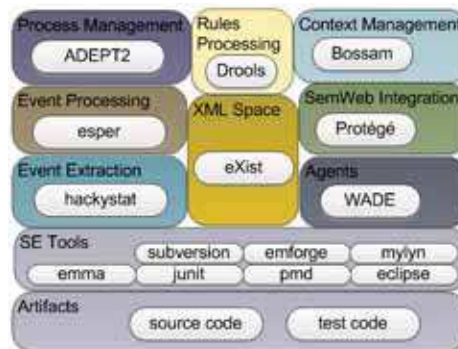 Process Management
ADEPT2
Rules
Processing
Drools
Context Management
Bossam
Event Processing
esper
XML Space
eXist
SemWeb Integration
Protégé
Event Extraction
hackystat
Agents
WADE
SE Tools
subversion emforge mylyn
emma junit pmd eclipse
Artifacts
source code test code